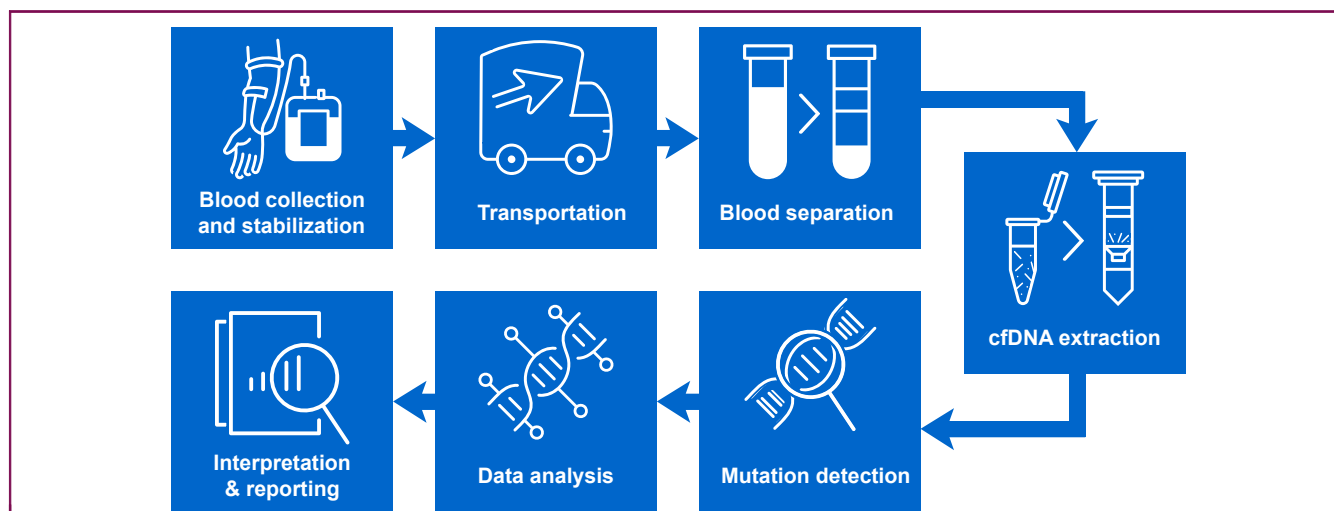 Blood collection
and stabilization
Transportation
Blood separation
cfDNA extraction
Mutation detection
Data analysis
Interpretation
& reporting